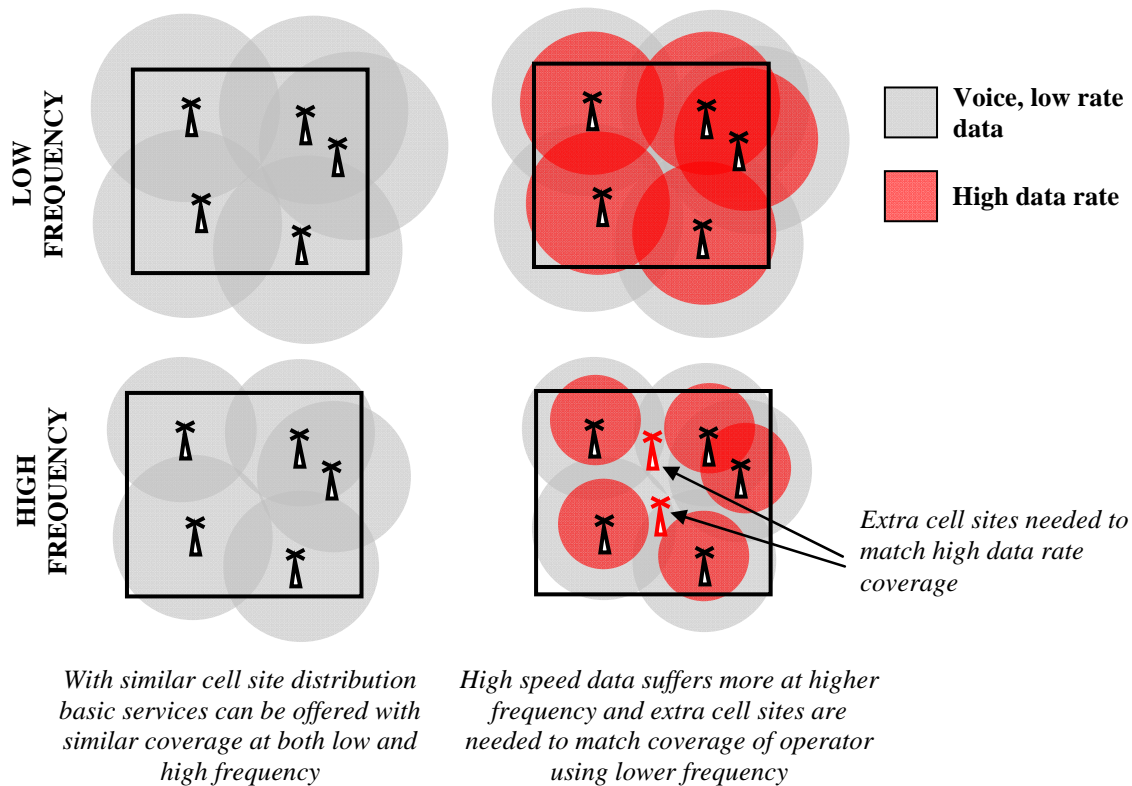 LOW
FREQUENCY
Voice, low rate
data
High data rate
HIGH
FREQUENCY
Extra cell sites needed to
match high data rate
coverage
With similar cell site distribution
basic services can be offered with
similar coverage at both low and
high frequency
High speed data suffers more at higher
frequency and extra cell sites are
needed to match coverage of operator
using lower frequency